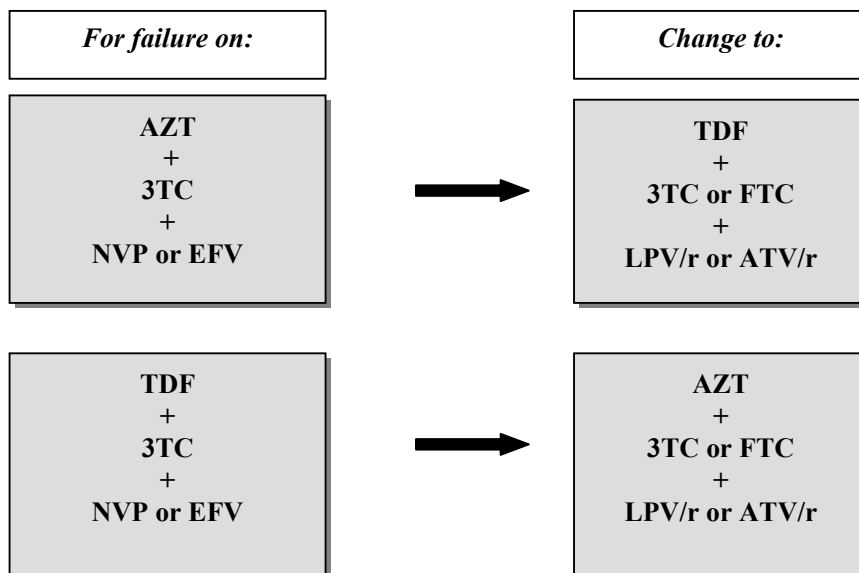 For failure on:
Change to:
AZT
+
3TC
+
NVP or EFV
TDF
+
3TC or FTC
+
LPV/r or ATV/r
TDF
+
3TC
+
NVP or EFV
AZT
+
3TC or FTC
+
LPV/r or ATV/r